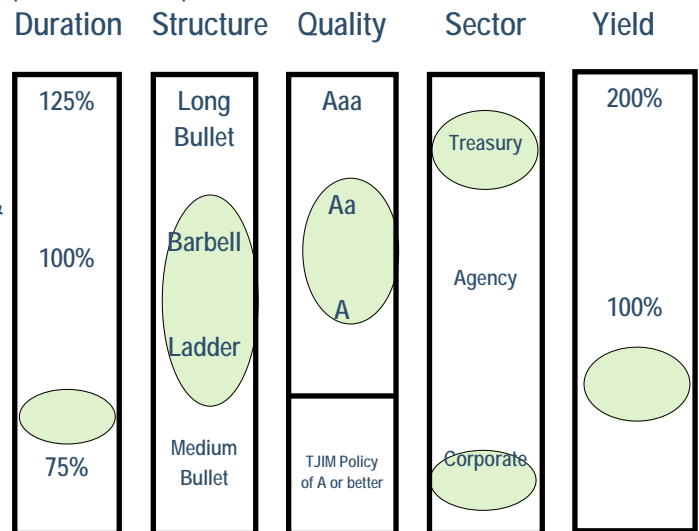 Duration Structure Quality Sector Yield
125%
100%
75%
Long
Bullet
Barbell
Ladder
Medium
Bullet
Aaa
Aa
A
TJIM Policy
of A or better
Treasury
Agency
Corporate
200%
100%
&